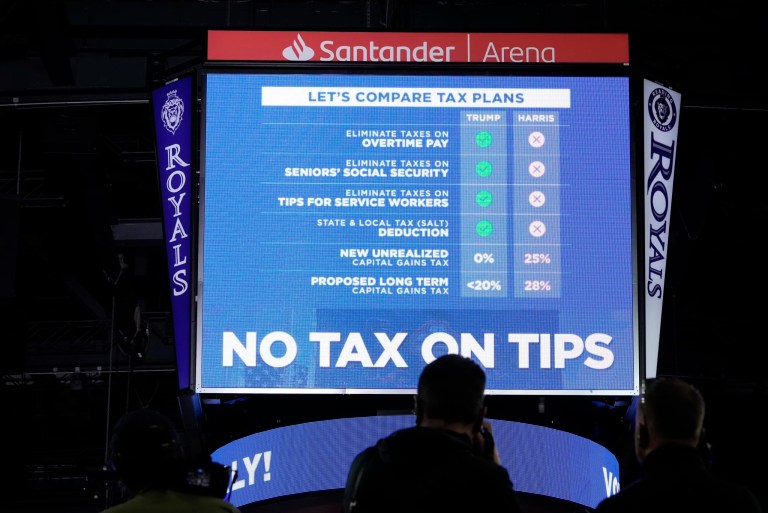 Santander | Arena
LET'S COMPARE TAX PLANS
TRUMP HARRIS
ELIMINATE TAXES ON
OVERTIME PAY
ELIMINATE TAXES ON
SENIORS' SOCIAL SECURITY
ELIMINATE TAXES ON
TIPS FOR SERVICE WORKERS
STATE & LOCAL TAX (SALT)
DEDUCTION
NEW UNREALIZED
CAPITAL GAINS TAX
0% 25%
PROPOSED LONG TERM
CAPITAL GAINS TAX
<20% 28%
NO TAX ON TIPS
ROYALS
ROYALS
LY!